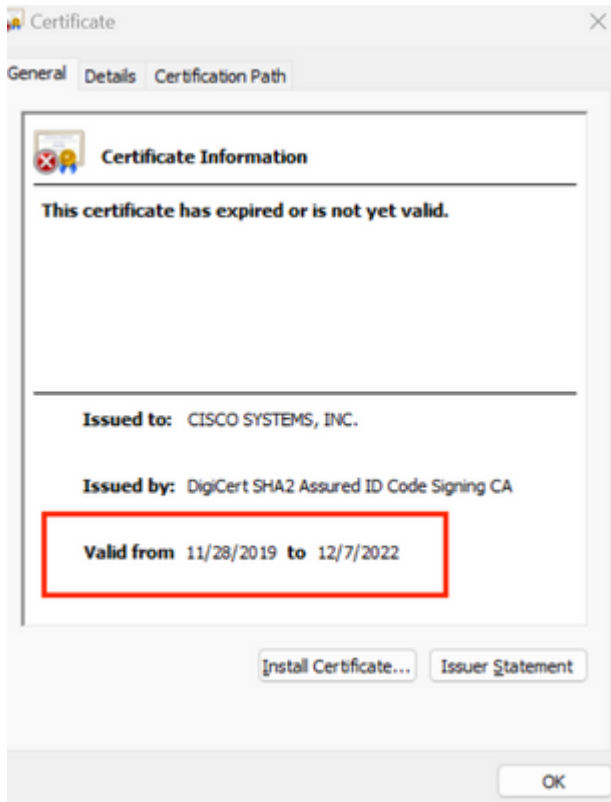 Certificate
General Details Certification Path
Certificate Information
This certificate has expired or is not yet valid.
Issued to: CISCO SYSTEMS, INC.
Issued by: DigiCert SHA2 Assured ID Code Signing CA
Valid from 11/28/2019 to 12/7/2022
Install Certificate... Issuer Statement
OK